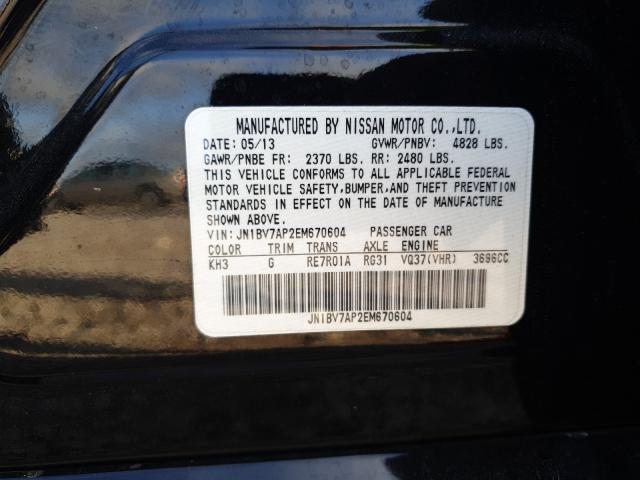 MANUFACTURED BY NISSAN MOTOR CO.,LTD.
DATE: 05/13 GVWR/PNBV: 4828 LBS.
GAWR/PNBE FR: 2370 LBS. RR: 2480 LBS.
THIS VEHICLE CONFORMS TO ALL APPLICABLE FEDERAL
MOTOR VEHICLE SAFETY,BUMPER,AND THEFT PREVENTION
STANDARDS IN EFFECT ON THE DATE OF MANUFACTURE
SHOWN ABOVE.
VIN:JN1BV7AP2EM670604 PASSENGER CAR
COLOR TRIM TRANS AXLE ENGINE
KH3 G RE7R01A RG31 VQ37(VHR) 3696CC
JN1BV7AP2EM670604